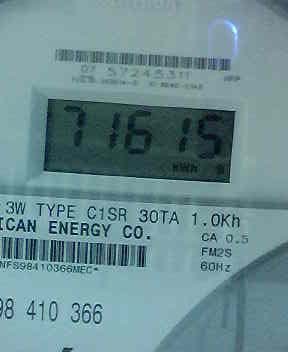 07 57245311
71615
KWH
3W TYPE C1SR 30TA 1.0Kh
ICAN ENERGY CO.
CA 0.5
FM2S
60Hz
NFS98410366MEC*
98 410 366